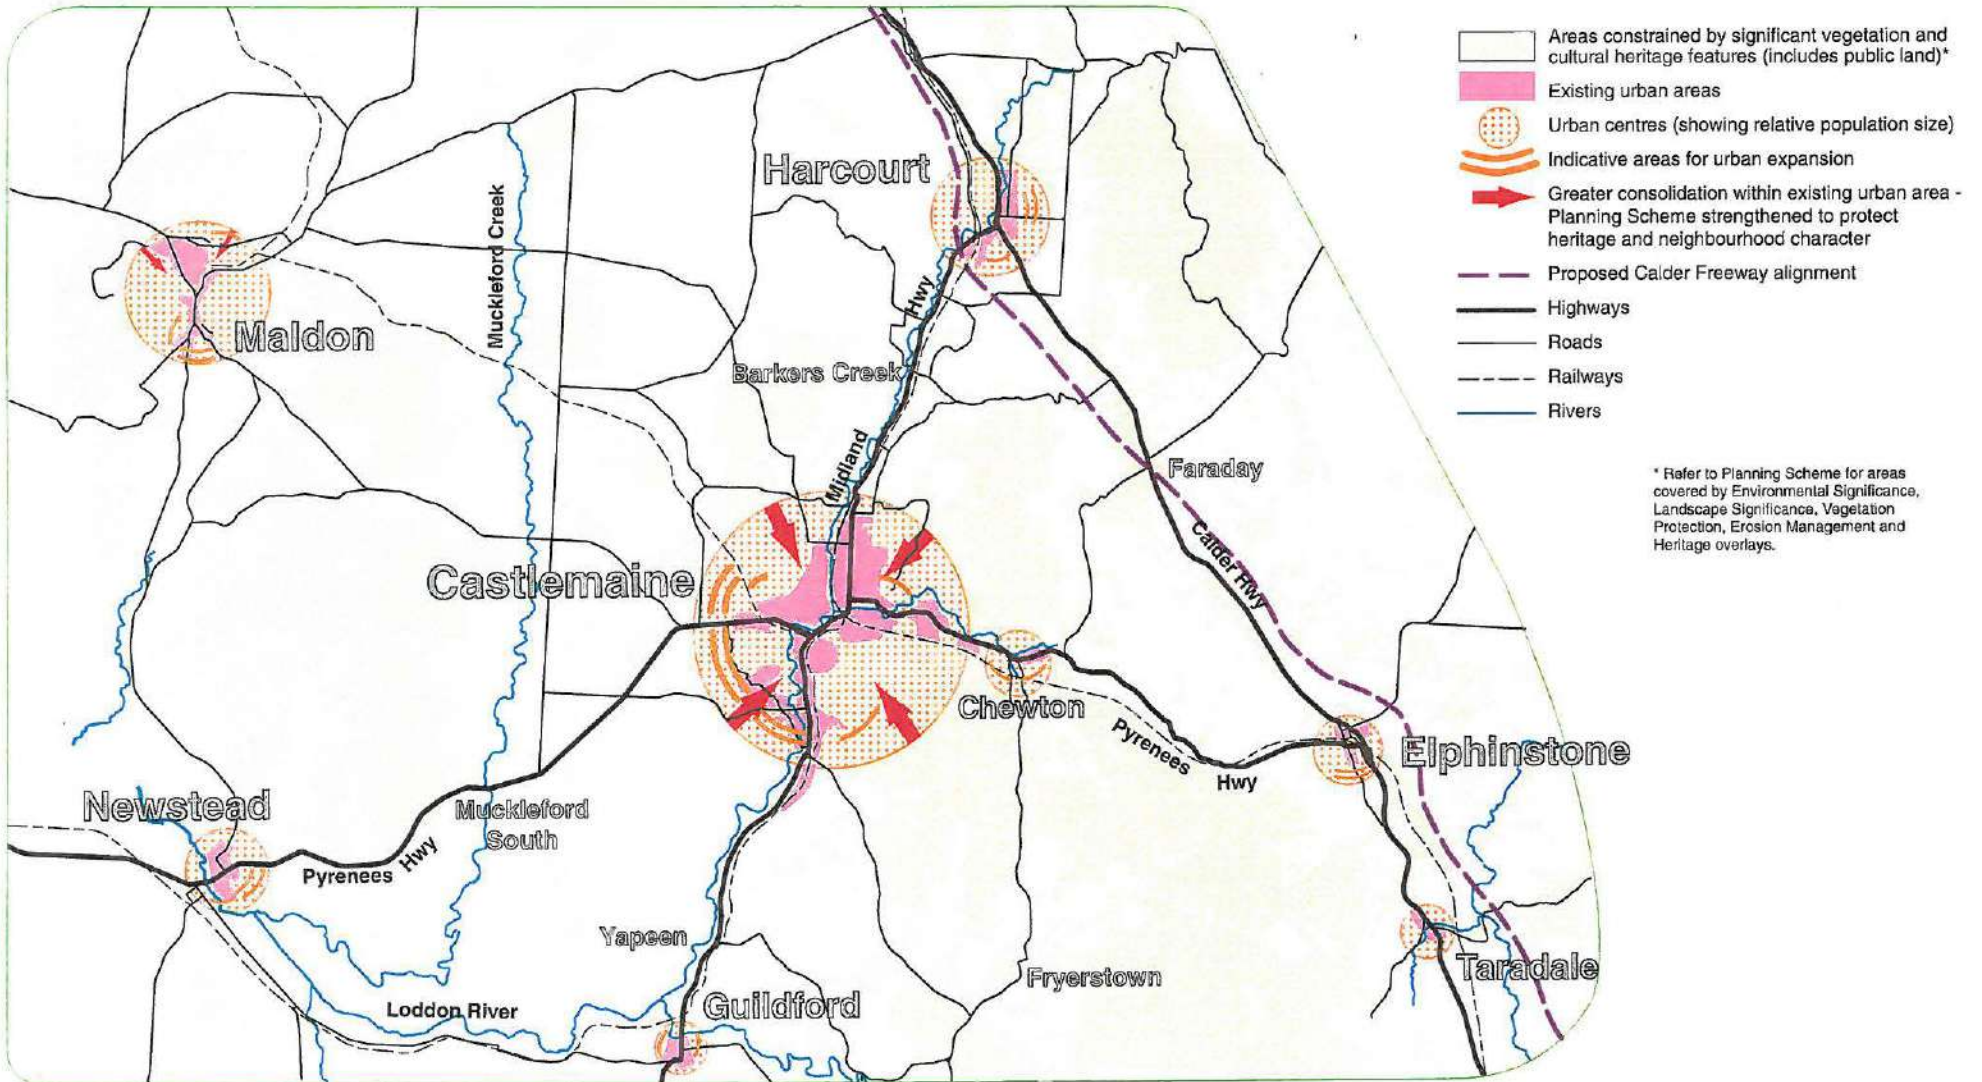 Harcourt
Muckleford Creek
Maldon
Hwy
Barkers Creek
Midland
Faraday
Calder Hwy
Castlemaine
Chewton
Pyrenees
Hwy
Elphinstone
Newstead
Muckleford
South
Pyrenees
Hwy
Yapeen
Fryerstown
Taradale
Guildford
Loddon River
Areas constrained by significant vegetation and
cultural heritage features (includes public land)*
Existing urban areas
Urban centres (showing relative population size)
Indicative areas for urban expansion
Greater consolidation within existing urban area -
Planning Scheme strengthened to protect
heritage and neighbourhood character
Proposed Calder Freeway alignment
Highways
Roads
Railways
Rivers
* Refer to Planning Scheme for areas
covered by Environmental Significance,
Landscape Significance, Vegetation
Protection, Erosion Management and
Heritage overlays.